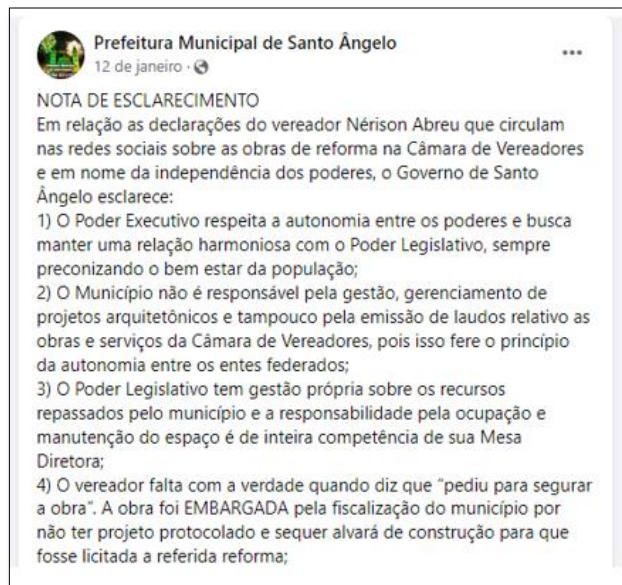 Prefeitura Municipal de Santo Ângelo
12 de janeiro ·
NOTA DE ESCLARECIMENTO
Em relação as declarações do vereador Nérison Abreu que circulam
nas redes sociais sobre as obras de reforma na Câmara de Vereadores
e em nome da independência dos poderes, o Governo de Santo
Ângelo esclarece:
1) O Poder Executivo respeita a autonomia entre os poderes e busca
manter uma relação harmoniosa com o Poder Legislativo, sempre
preconizando o bem estar da população;
2) O Município não é responsável pela gestão, gerenciamento de
projetos arquitetônicos e tampouco pela emissão de laudos relativo as
obras e serviços da Câmara de Vereadores, pois isso fere o princípio
da autonomia entre os entes federados;
3) O Poder Legislativo tem gestão própria sobre os recursos
repassados pelo município e a responsabilidade pela ocupação e
manutenção do espaço é de inteira competência de sua Mesa
Diretora;
4) O vereador falta com a verdade quando diz que "pediu para segurar
a obra". A obra foi EMBARGADA pela fiscalização do município por
não ter projeto protocolado e sequer alvará de construção para que
fosse licitada a referida reforma;